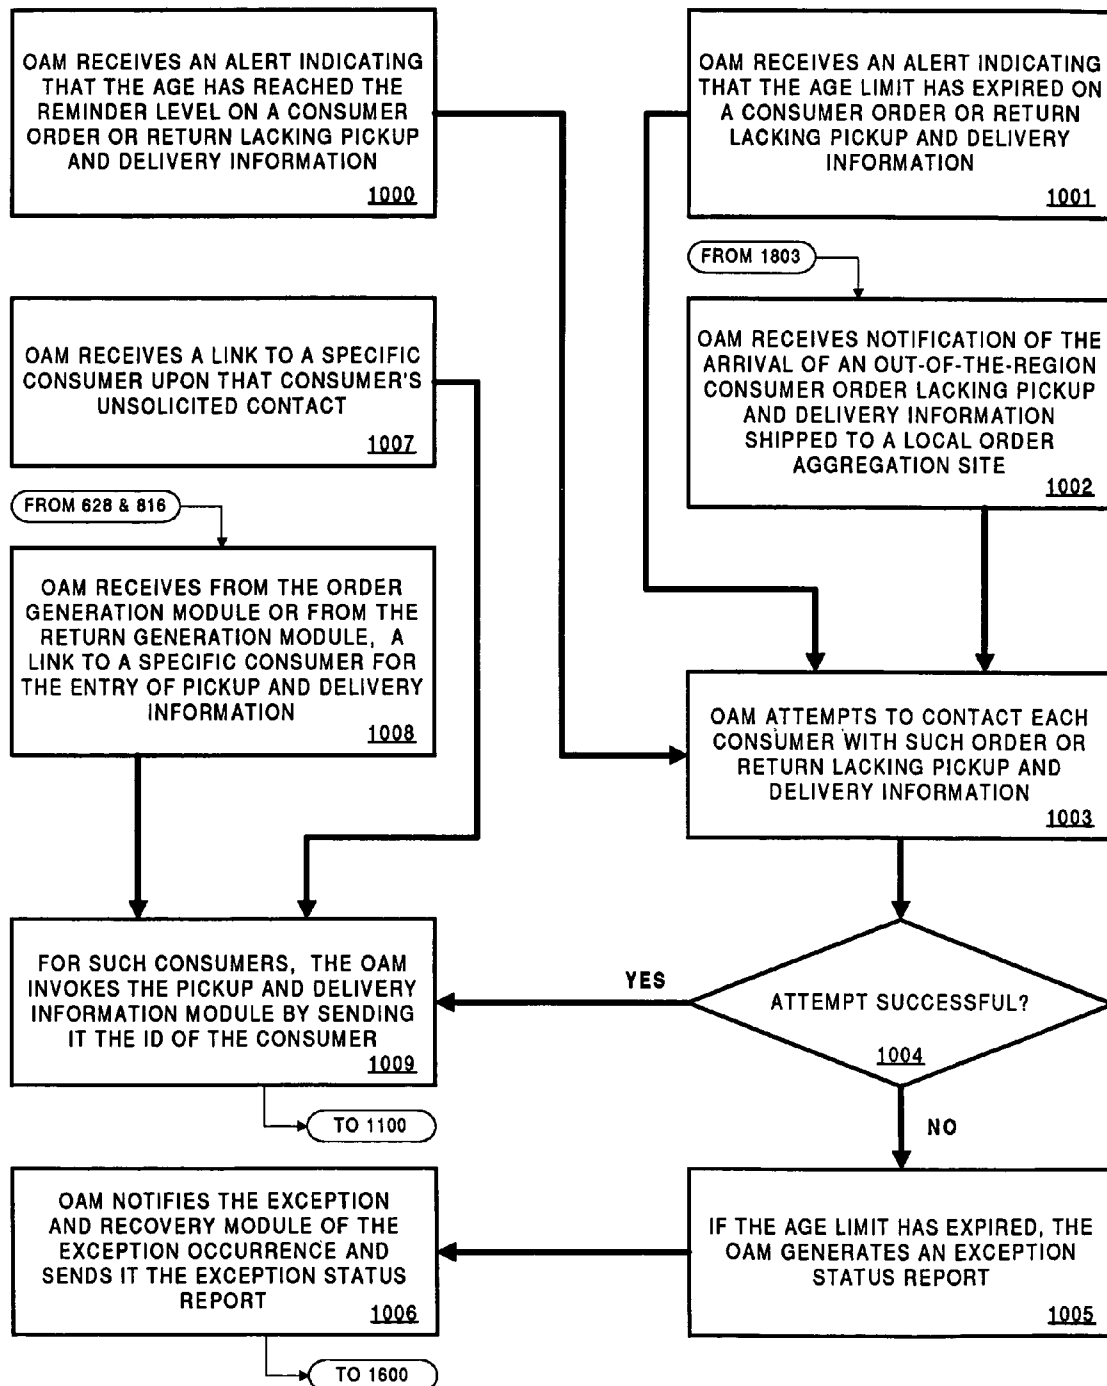 OAM RECEIVES AN ALERT INDICATING
THAT THE AGE HAS REACHED THE
REMINDER LEVEL ON A CONSUMER
ORDER OR RETURN LACKING PICKUP
AND DELIVERY INFORMATION
1000
OAM RECEIVES AN ALERT INDICATING
THAT THE AGE LIMIT HAS EXPIRED ON
A CONSUMER ORDER OR RETURN
LACKING PICKUP AND DELIVERY
INFORMATION
1001
FROM 1803
OAM RECEIVES A LINK TO A SPECIFIC
CONSUMER UPON THAT CONSUMER'S
UNSOLICITED CONTACT
1007
OAM RECEIVES NOTIFICATION OF THE
ARRIVAL OF AN OUT-OF-THE-REGION
CONSUMER ORDER LACKING PICKUP
AND DELIVERY INFORMATION
SHIPPED TO A LOCAL ORDER
AGGREGATION SITE
1002
FROM 628 & 816
OAM RECEIVES FROM THE ORDER
GENERATION MODULE OR FROM THE
RETURN GENERATION MODULE, A
LINK TO A SPECIFIC CONSUMER FOR
THE ENTRY OF PICKUP AND DELIVERY
INFORMATION
1008
OAM ATTEMPTS TO CONTACT EACH
CONSUMER WITH SUCH ORDER OR
RETURN LACKING PICKUP AND
DELIVERY INFORMATION
1003
FOR SUCH CONSUMERS, THE OAM
INVOKES THE PICKUP AND DELIVERY
INFORMATION MODULE BY SENDING
IT THE ID OF THE CONSUMER
1009
YES
ATTEMPT SUCCESSFUL?
1004
TO 1100
NO
OAM NOTIFIES THE EXCEPTION
AND RECOVERY MODULE OF THE
EXCEPTION OCCURRENCE AND
SENDS IT THE EXCEPTION STATUS
REPORT
1006
IF THE AGE LIMIT HAS EXPIRED, THE
OAM GENERATES AN EXCEPTION
STATUS REPORT
1005
TO 1600